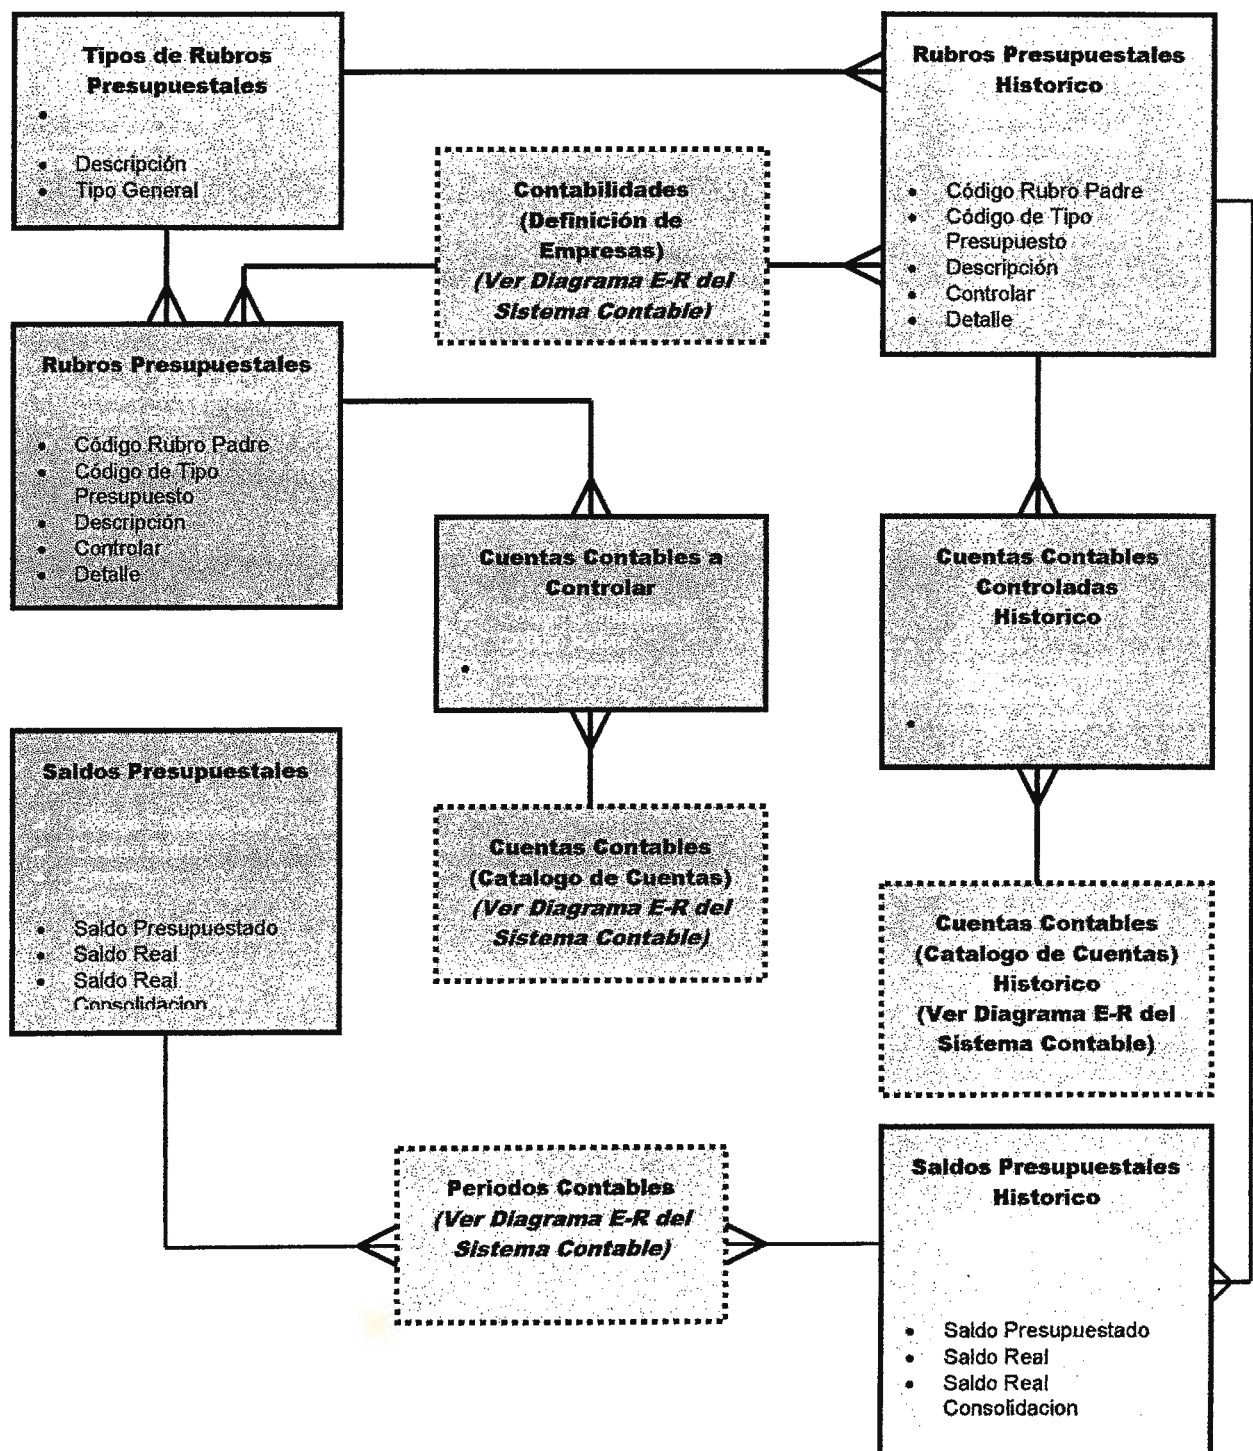 Tipos de Rubros
Presupuestales
• Descripción
• Tipo General
Rubros Presupuestales
Historico
• Código Rubro Padre
• Código de Tipo
Presupuesto
• Descripción
• Controlar
• Detalle
Contabilidades
(Definición de
Empresas)
(Ver Diagrama E-R del
Sistema Contable)
Rubros Presupuestales
• Código Rubro Padre
• Código de Tipo
Presupuesto
• Descripción
• Controlar
• Detalle
Cuentas Contables a
Controlar
Cuentas Contables
Controladas
Historico
Saldos Presupuestales
• Saldo Presupuestado
• Saldo Real
• Saldo Real
Consolidacion
Cuentas Contables
(Catalogo de Cuentas)
(Ver Diagrama E-R del
Sistema Contable)
Cuentas Contables
(Catalogo de Cuentas)
Historico
(Ver Diagrama E-R del
Sistema Contable)
Periodos Contables
(Ver Diagrama E-R del
Sistema Contable)
Saldos Presupuestales
Historico
• Saldo Presupuestado
• Saldo Real
• Saldo Real
Consolidacion